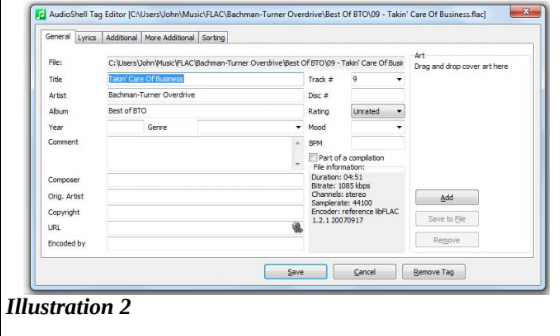 AudioShell Tag Editor [C:\Users\John\Music\FLAC\Bachman-Turner Overdrive\Best Of BTO\09 - Takin' Care Of Business.flac]
General Lyrics Additional More Additional Sorting
File: C:\Users\John\Music\FLAC\Bachman-Turner Overdrive\Best Of BTO\09 - Takin' Care Of Busin
Title Takin' Care Of Business Track # 9
Artist Bachman-Turner Overdrive Disc #
Album Best of BTO Rating Unrated
Year Genre Mood
Comment BPM
Part of a compilation
File information:
Duration: 04:51
Bitrate: 1085 kbps
Channels: stereo
Samplerate: 44100
Encoder: reference libFLAC
1.2.1 20070917
Composer
Orig. Artist
Copyright
URL
Encoded by
Art
Drag and drop cover art here
Add
Save to File
Remove
Save Cancel Remove Tag
Illustration 2